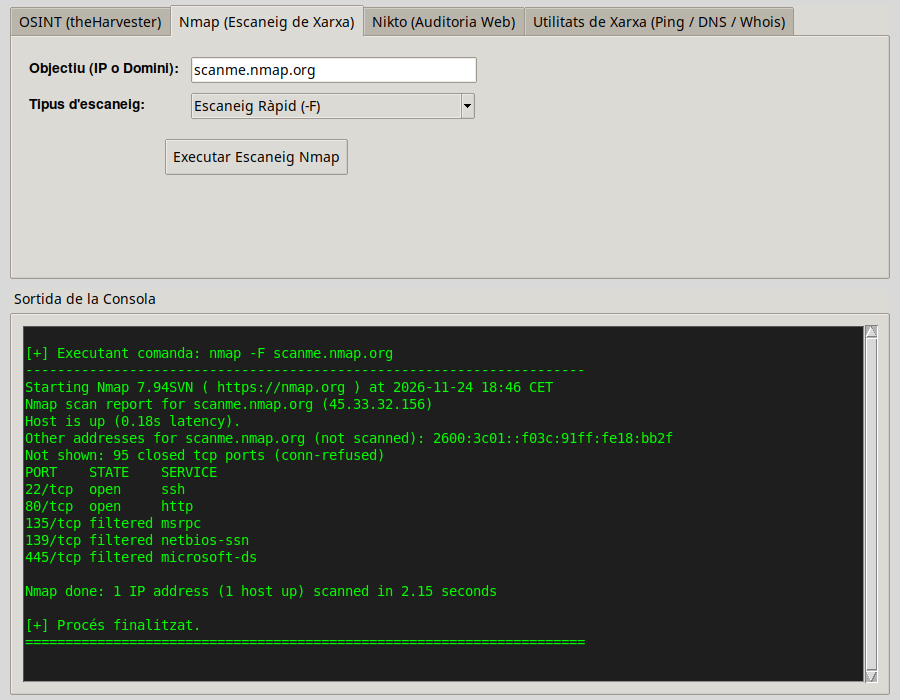 OSINT (theHarvester) Nmap (Escaneig de Xarxa) Nikto (Auditoria Web) Utilitats de Xarxa (Ping / DNS / Whois)
Objectiu (IP o Domini): scanme.nmap.org
Tipus d'escaneig: Escaneig Ràpid (-F)
Executar Escaneig Nmap
Sortida de la Consola
[+] Executant comanda: nmap -F scanme.nmap.org
----------------------------------------------------------------------
Starting Nmap 7.94SVN ( https://nmap.org ) at 2026-11-24 18:46 CET
Nmap scan report for scanme.nmap.org (45.33.32.156)
Host is up (0.18s latency).
Other addresses for scanme.nmap.org (not scanned): 2600:3c01::f03c:91ff:fe18:bb2f
Not shown: 95 closed tcp ports (conn-refused)
PORT    STATE    SERVICE
22/tcp  open     ssh
80/tcp  open     http
135/tcp filtered msrpc
139/tcp filtered netbios-ssn
445/tcp filtered microsoft-ds
Nmap done: 1 IP address (1 host up) scanned in 2.15 seconds
[+] Procés finalitzat.
======================================================================